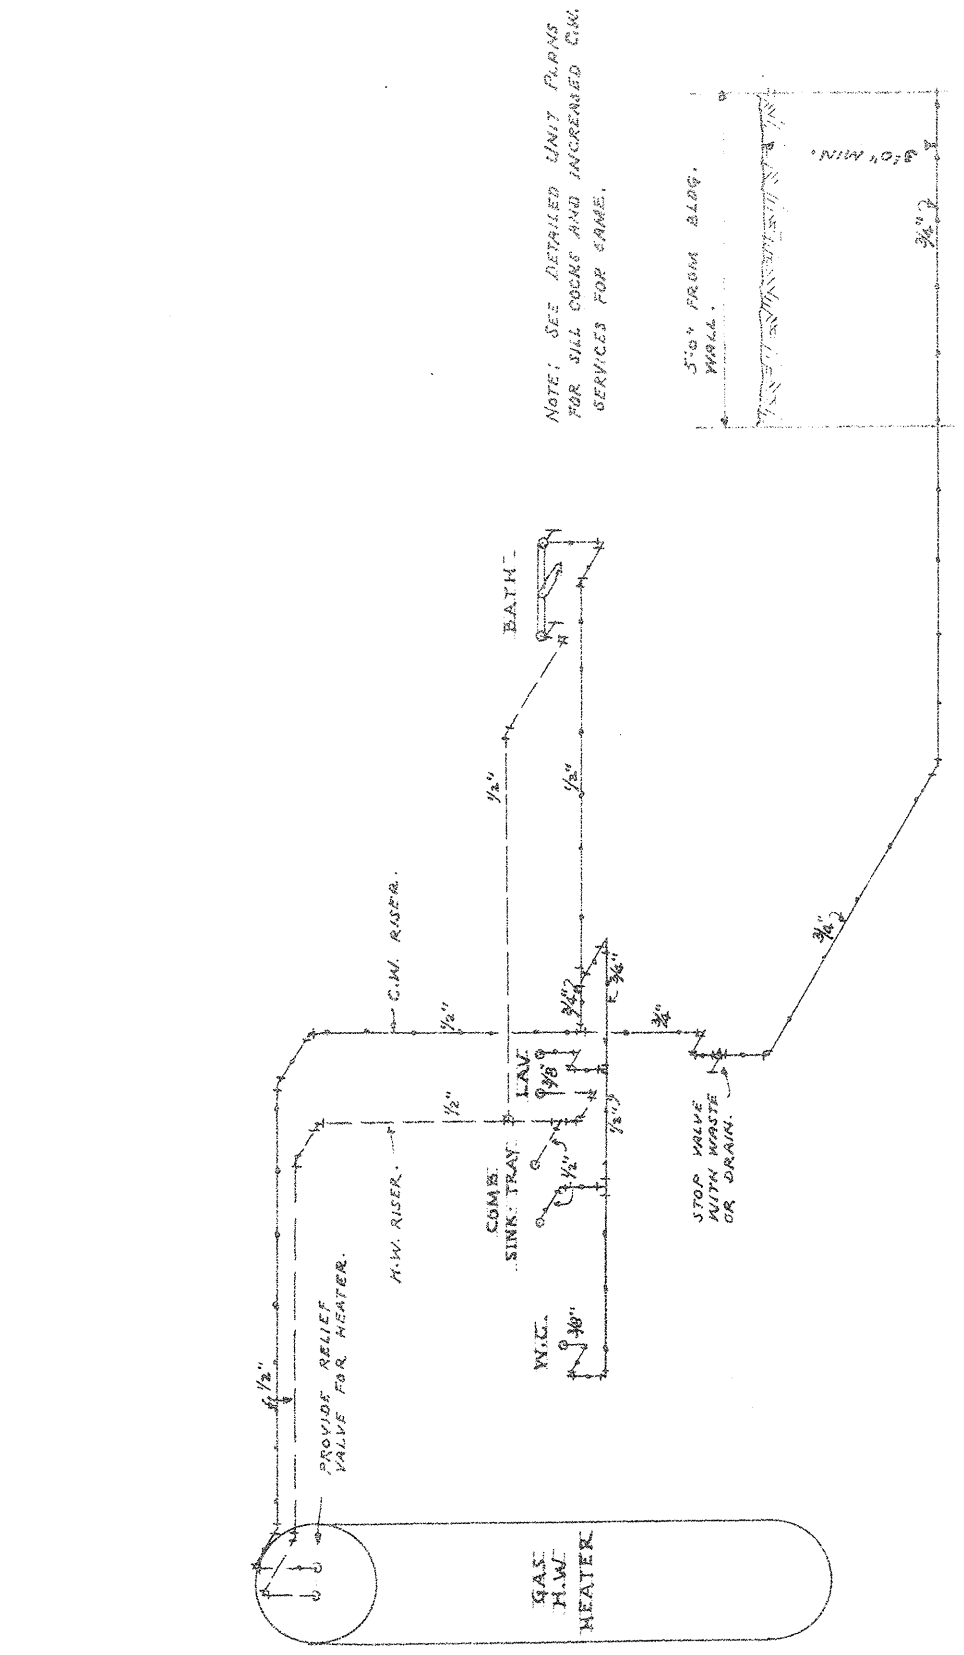 NOTE: SEE DETAILED UNIT PLANS
FOR SILL COCKS AND INCREASED C.W.
SERVICES FOR SAME.
5'0" FROM BLDG.
WALL.
3'0" MIN.
3/4"
BATH
1/2"
1/2"
C.W. RISER.
1/2"
3/4"
3/4"
3/4"
3/4"
LAV.
3/8"
1/2"
1/2"
COMB.
SINK: TRAY
1/2"
H.W. RISER.
STOP VALVE
WITH WASTE
OR DRAIN.
W.C.
3/8"
1/2"
PROVIDE RELIEF
VALVE FOR HEATER.
GAS
H.W.
HEATER